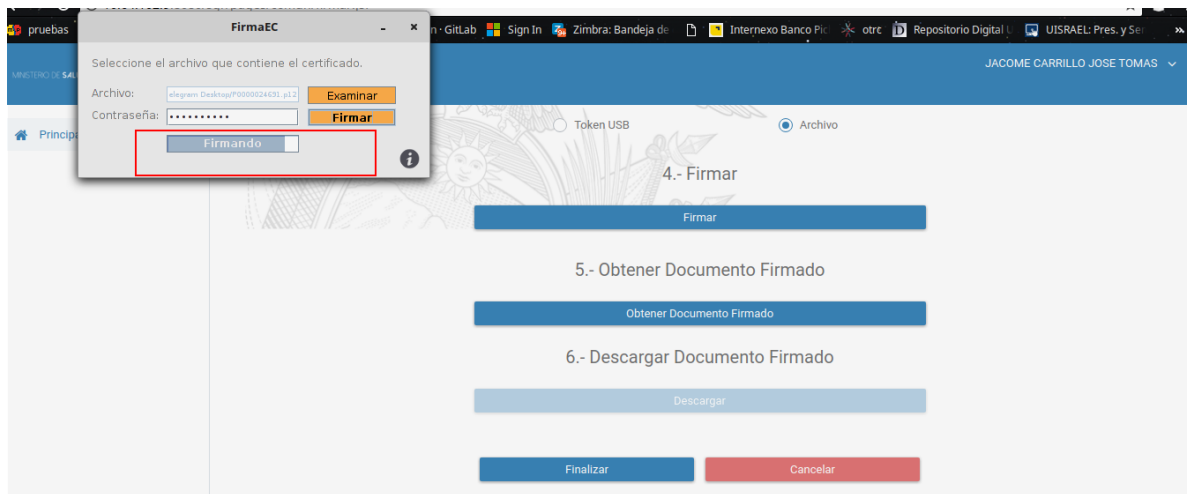 pruebas
n · GitLab
Sign In
Zimbra: Bandeja de
Internexo Banco Pic
otrc
Repositorio Digital U
UISRAEL: Pres. y Ser
»
FirmaEC
Seleccione el archivo que contiene el certificado.
Archivo: elegram Desktop/P0000024691.p12 Examinar
Contraseña: •••••••••• Firmar
Firmando
MINISTERIO DE SALU
JACOME CARRILLO JOSE TOMAS
Principa
Token USB
Archivo
4.- Firmar
Firmar
5.- Obtener Documento Firmado
Obtener Documento Firmado
6.- Descargar Documento Firmado
Descargar
Finalizar
Cancelar